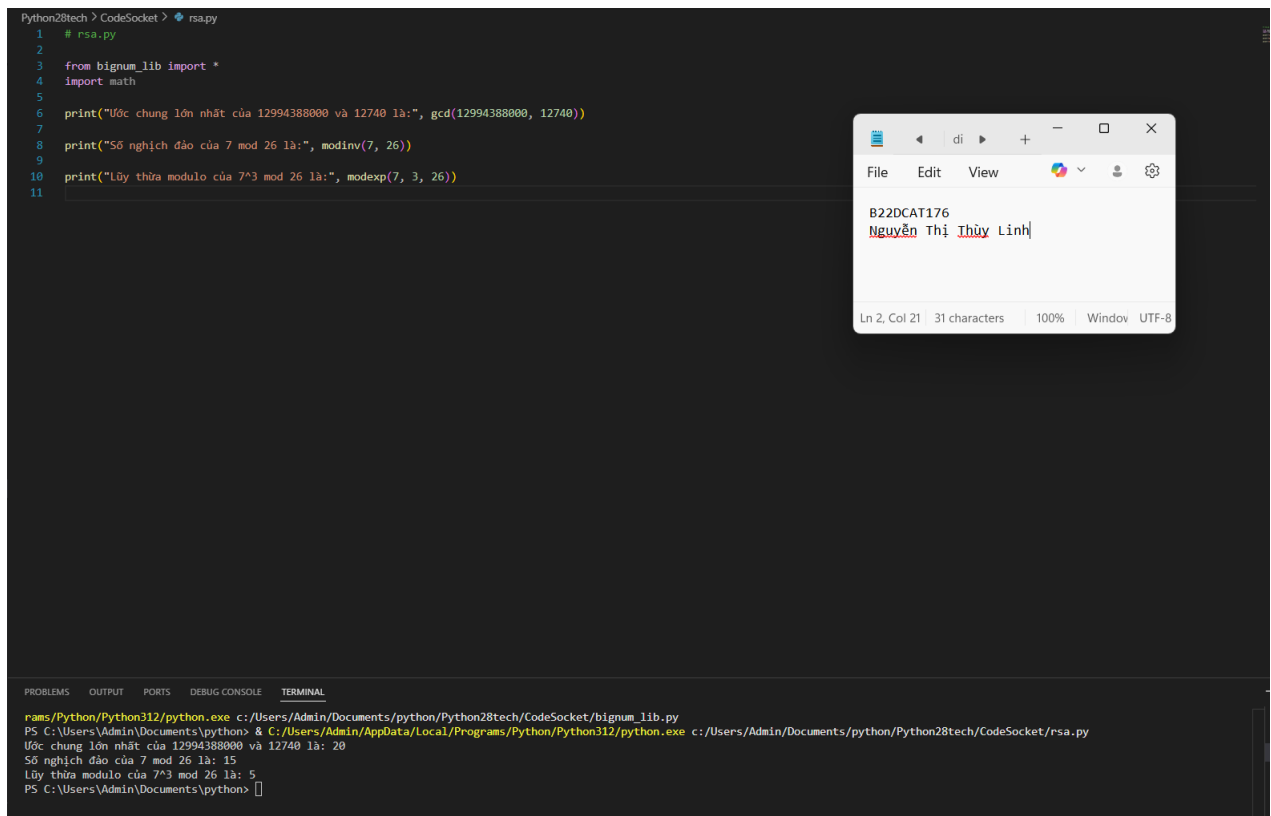 Python28tech > CodeSocket > rsa.py
1 # rsa.py
2
3 from bignum_lib import *
4 import math
5
6 print("Ước chung lớn nhất của 12994388000 và 12740 là:", gcd(12994388000, 12740))
7
8 print("Số nghịch đảo của 7 mod 26 là:", modinv(7, 26))
9
10 print("Lũy thừa modulo của 7^3 mod 26 là:", modexp(7, 3, 26))
11
di
File Edit View
B22DCAT176
Nguyễn Thị Thùy Linh
Ln 2, Col 21 31 characters 100% Window UTF-8
PROBLEMS OUTPUT PORTS DEBUG CONSOLE TERMINAL
rams/Python/Python312/python.exe c:/Users/Admin/Documents/python/Python28tech/CodeSocket/bignum_lib.py
PS C:\Users\Admin\Documents\python> & C:/Users/Admin/AppData/Local/Programs/Python/Python312/python.exe c:/Users/Admin/Documents/python/Python28tech/CodeSocket/rsa.py
Ước chung lớn nhất của 12994388000 và 12740 là: 20
Số nghịch đảo của 7 mod 26 là: 15
Lũy thừa modulo của 7^3 mod 26 là: 5
PS C:\Users\Admin\Documents\python>